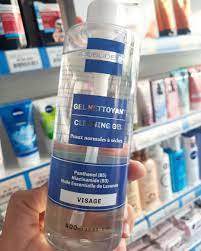 GEL NETTOYANT
CLEANING GEL
Peaux normales à sèches
Panthenol (B5)
Niacinamide (B3)
Huile Essentielle de Lavande
VISAGE